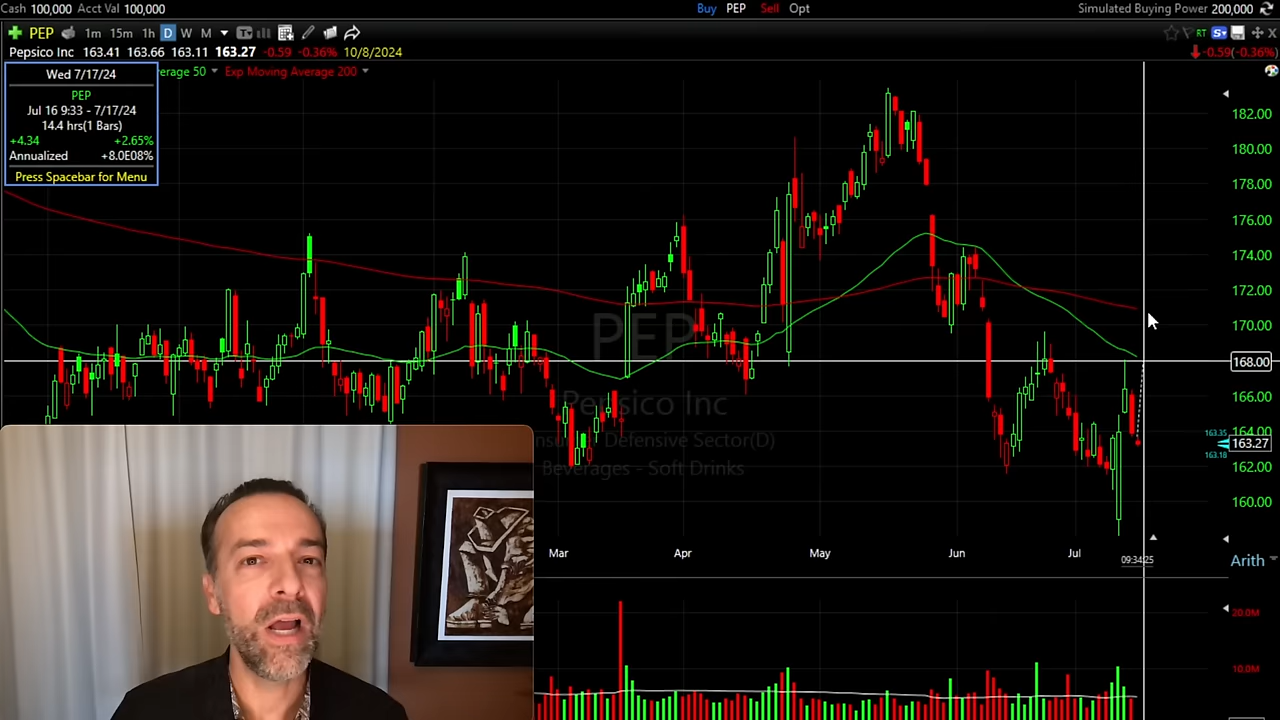 Cash 100,000 Acct Val 100,000 Buy PEP Sell Opt Simulated Buying Power 200,000
PEP 1m 15m 1h D W M RT S+ X
Pepsico Inc 163.41 163.66 163.11 163.27 -0.59 -0.36% 10/8/2024 -0.59(-0.36%)
erage 50 Exp Moving Average 200
Wed 7/17/24
PEP
Jul 16 9:33 - 7/17/24
14.4 hrs(1 Bars)
+4.34 +2.65%
Annualized +8.0E08%
Press Spacebar for Menu
182.00
180.00
178.00
176.00
174.00
172.00
170.00
168.00
166.00
164.00
163.35
163.27
163.18
162.00
160.00
PEP
Pepsico Inc
Defensive Sector(D)
Beverages - Soft Drinks
Mar Apr May Jun Jul
09:34:25
Arith
20.0M
10.0M